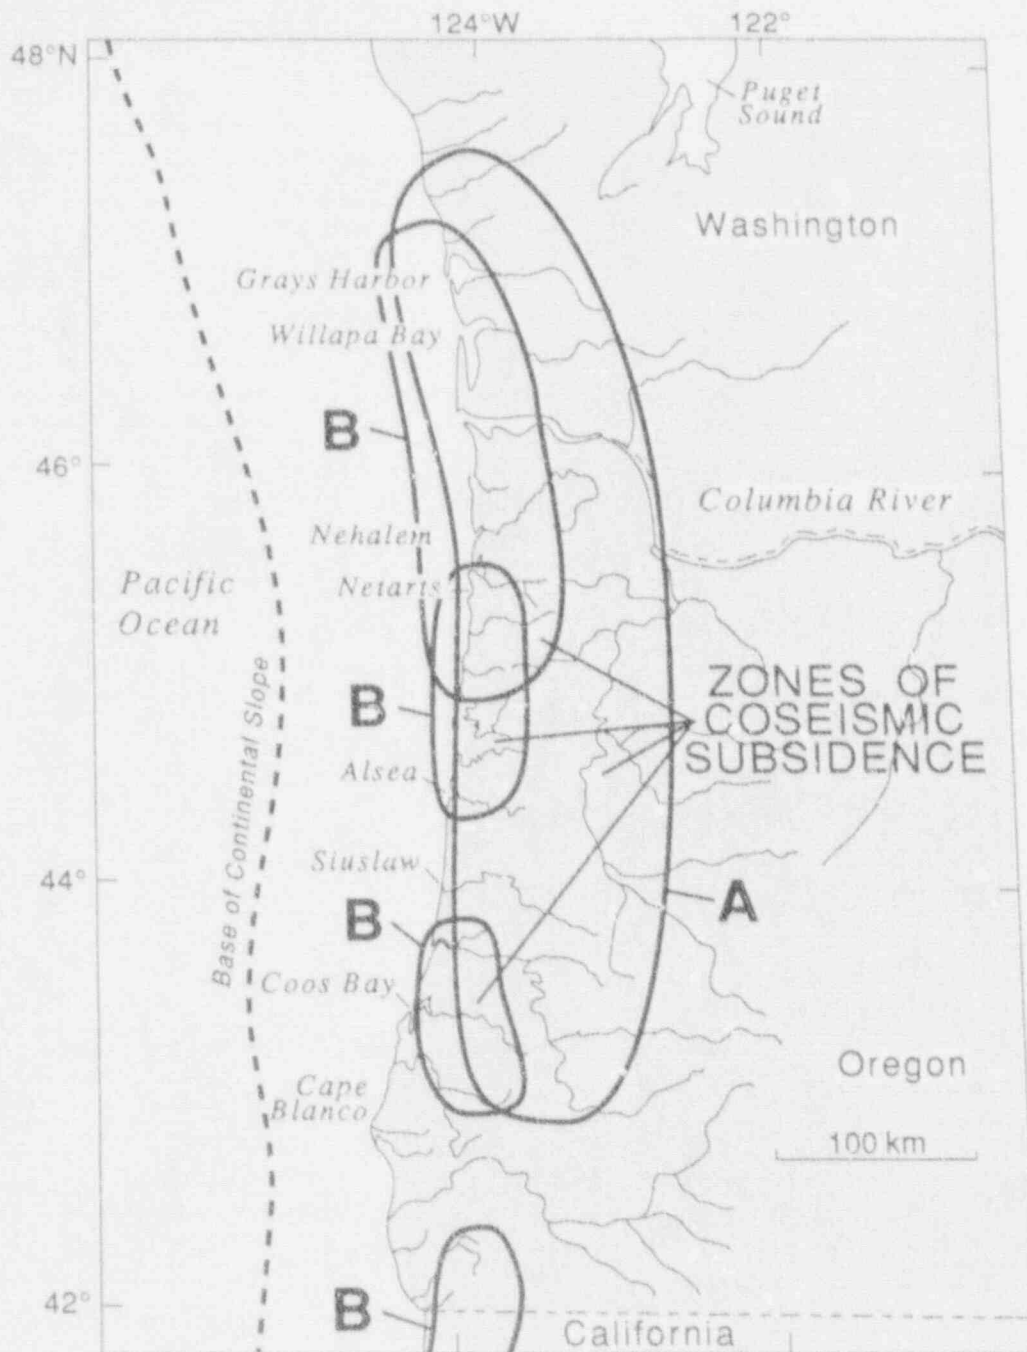 124°W
122°
48°N
Puget
Sound
Washington
Grays Harbor
Willapa Bay
B
46°
Columbia River
Nehalem
Netarts
Pacific
Ocean
ZONES OF
COSEISMIC
SUBSIDENCE
B
Alsea
Base of Continental Slope
Siuslaw
44°
A
B
Coos Bay
Oregon
Cape
Blanco
100 km
42°
B
California